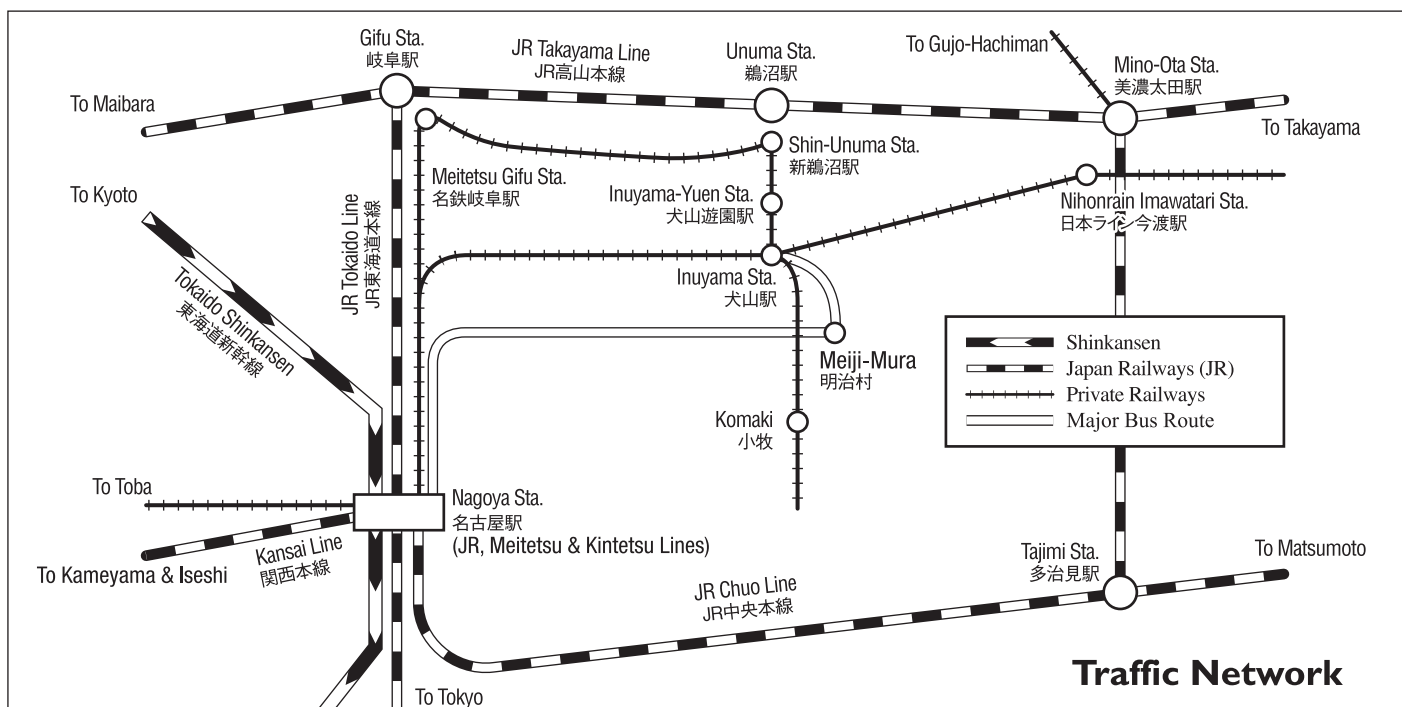 Gifu Sta.
岐阜駅
JR Takayama Line
JR高山本線
Unuma Sta.
鵜沼駅
To Gujo-Hachiman
Mino-Ota Sta.
美濃太田駅
To Maibara
To Takayama
Shin-Unuma Sta.
新鵜沼駅
Meitetsu Gifu Sta.
名鉄岐阜駅
Inuyama-Yuen Sta.
犬山遊園駅
Nihonrain Imawatari Sta.
日本ライン今渡駅
To Kyoto
JR Tokaido Line
JR東海道本線
Tokaido Shinkansen
東海道新幹線
Inuyama Sta.
犬山駅
Meiji-Mura
明治村
Shinkansen
Japan Railways (JR)
Private Railways
Major Bus Route
Komaki
小牧
To Toba
Nagoya Sta.
名古屋駅
(JR, Meitetsu & Kintetsu Lines)
Kansai Line
関西本線
To Kameyama & Iseshi
Tajimi Sta.
多治見駅
To Matsumoto
JR Chuo Line
JR中央本線
Traffic Network
To Tokyo